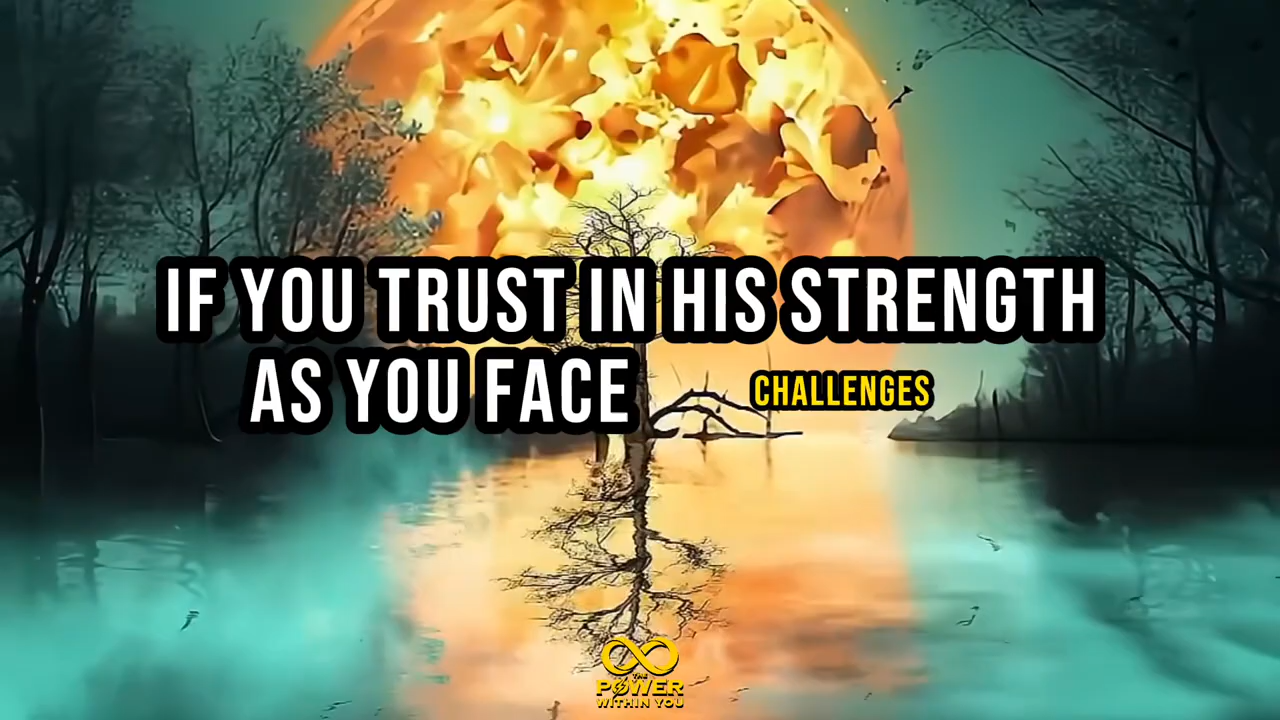 IF YOU TRUST IN HIS STRENGTH
AS YOU FACE CHALLENGES
THE
POWER
WITHIN YOU